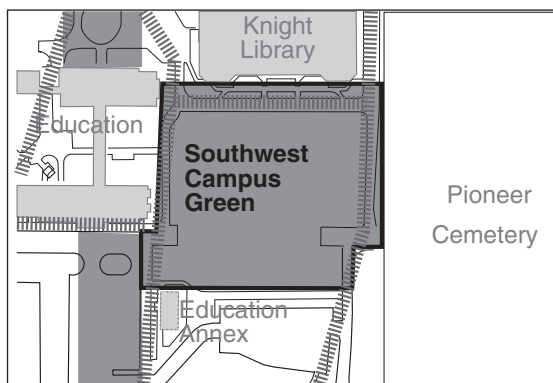 Knight
Library
Education
Southwest
Campus
Green
Pioneer
Cemetery
Education
Annex